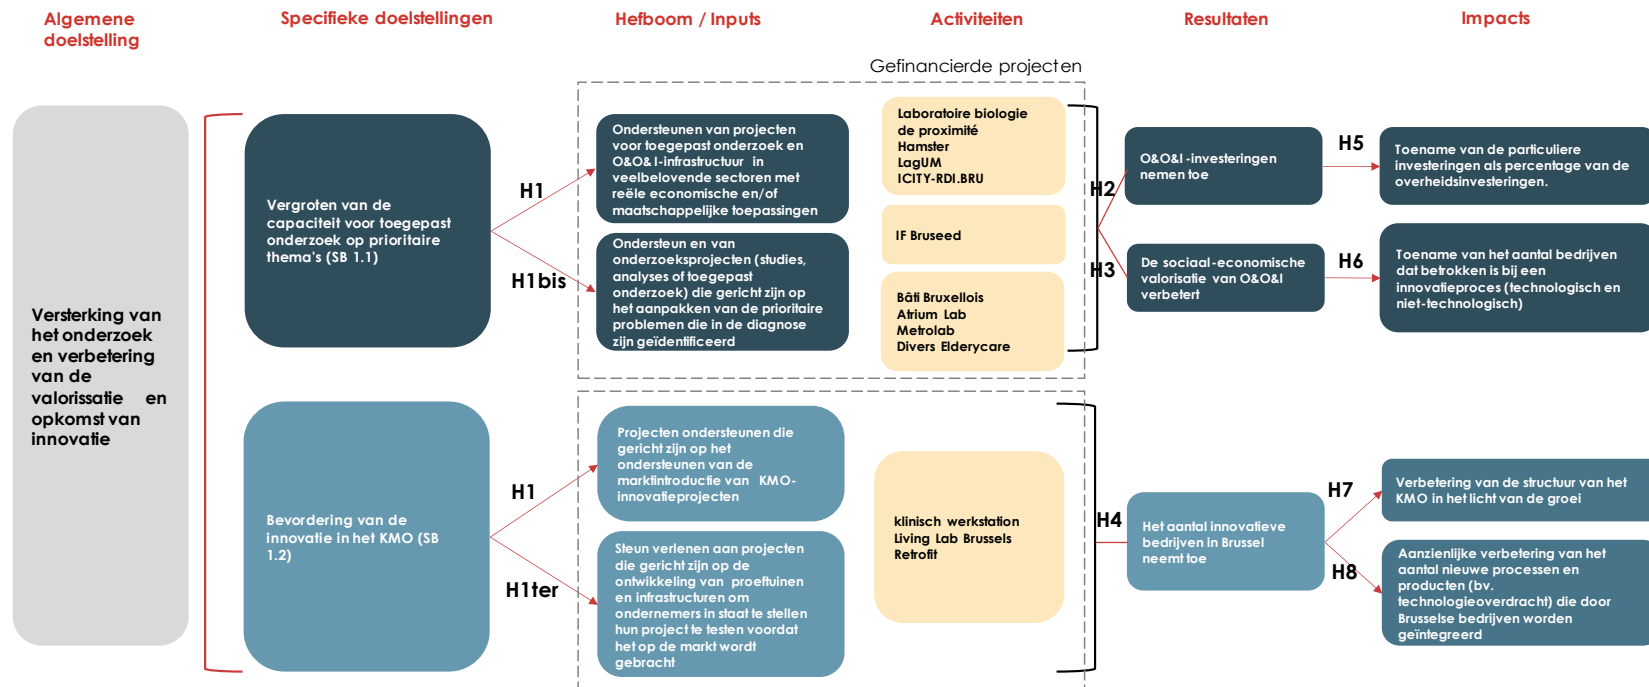 Algemene
doelstelling
Specifieke doelstellingen
Hefboom / Inputs
Activiteiten
Resultaten
Impacts
Gefinancierde projecten
Versterking van
het onderzoek
en verbetering
van de
valorissatie en
opkomst van
innovatie
Vergroten van de
capaciteit voor toegepast
onderzoek op prioritaire
thema's (SB 1.1)
H1
H1bis
Ondersteunen van projecten
voor toegepast onderzoek en
O&O&I-infrastructuur in
veelbelovende sectoren met
reële economische en/of
maatschappelijke toepassingen
Ondersteun en van
onderzoeksprojecten (studies,
analyses of toegepast
onderzoek) die gericht zijn op
het aanpakken van de prioritaire
problemen die in de diagnose
zijn geïdentificeerd
Laboratoire biologie
de proximité
Hamster
LagUM
ICITY-RDI.BRU
IF Bruseed
Bâti Bruxellois
Atrium Lab
Metrolab
Divers Elderycare
H2
H3
O&O&I-investeringen
nemen toe
De sociaal-economische
valorisatie van O&O&I
verbetert
H5
H6
Toename van de particuliere
investeringen als percentage van de
overheidsinvesteringen.
Toename van het aantal bedrijven
dat betrokken is bij een
innovatieproces (technologisch en
niet-technologisch)
Bevordering van de
innovatie in het KMO (SB
1.2)
H1
H1ter
Projecten ondersteunen die
gericht zijn op het
ondersteunen van de
marktintroductie van KMO-
innovatieprojecten
Steun verlenen aan projecten
die gericht zijn op de
ontwikkeling van proeftuinen
en infrastructuren om
ondernemers in staat te stellen
hun project te testen voordat
het op de markt wordt
gebracht
klinisch werkstation
Living Lab Brussels
Retrofit
H4
Het aantal innovatieve
bedrijven in Brussel
neemt toe
H7
H8
Verbetering van de structuur van het
KMO in het licht van de groei
Aanzienlijke verbetering van het
aantal nieuwe processen en
producten (bv.
technologieoverdracht) die door
Brusselse bedrijven worden
geïntegreerd